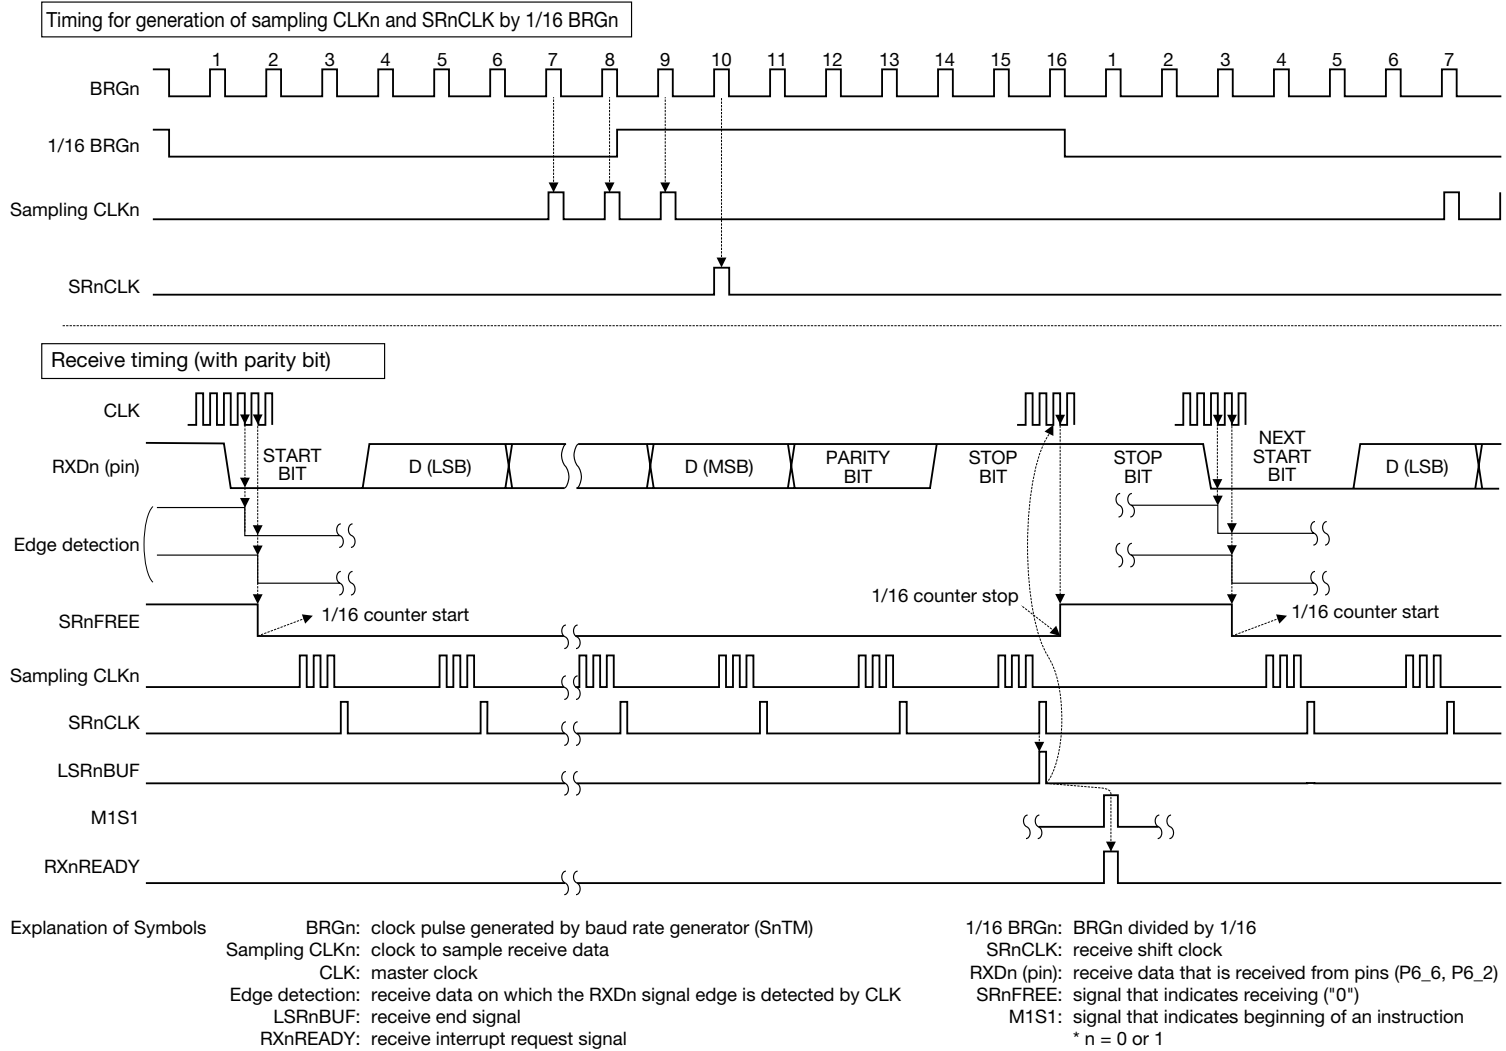 Timing for generation of sampling CLKn and SRnCLK by 1/16 BRGn
1 2 3 4 5 6 7 8 9 10 11 12 13 14 15 16 1 2 3 4 5 6 7
BRGn
1/16 BRGn
Sampling CLKn
SRnCLK
Receive timing (with parity bit)
CLK
RXDn (pin)
START
BIT
D (LSB)
D (MSB)
PARITY
BIT
STOP
BIT
STOP
BIT
NEXT
START
BIT
D (LSB)
Edge detection
SRnFREE
1/16 counter start
1/16 counter stop
1/16 counter start
Sampling CLKn
SRnCLK
LSRnBUF
M1S1
RXnREADY
Explanation of Symbols
BRGn: clock pulse generated by baud rate generator (SnTM)
Sampling CLKn: clock to sample receive data
CLK: master clock
Edge detection: receive data on which the RXDn signal edge is detected by CLK
LSRnBUF: receive end signal
RXnREADY: receive interrupt request signal
1/16 BRGn: BRGn divided by 1/16
SRnCLK: receive shift clock
RXDn (pin): receive data that is received from pins (P6_6, P6_2)
SRnFREE: signal that indicates receiving ("0")
M1S1: signal that indicates beginning of an instruction
* n = 0 or 1